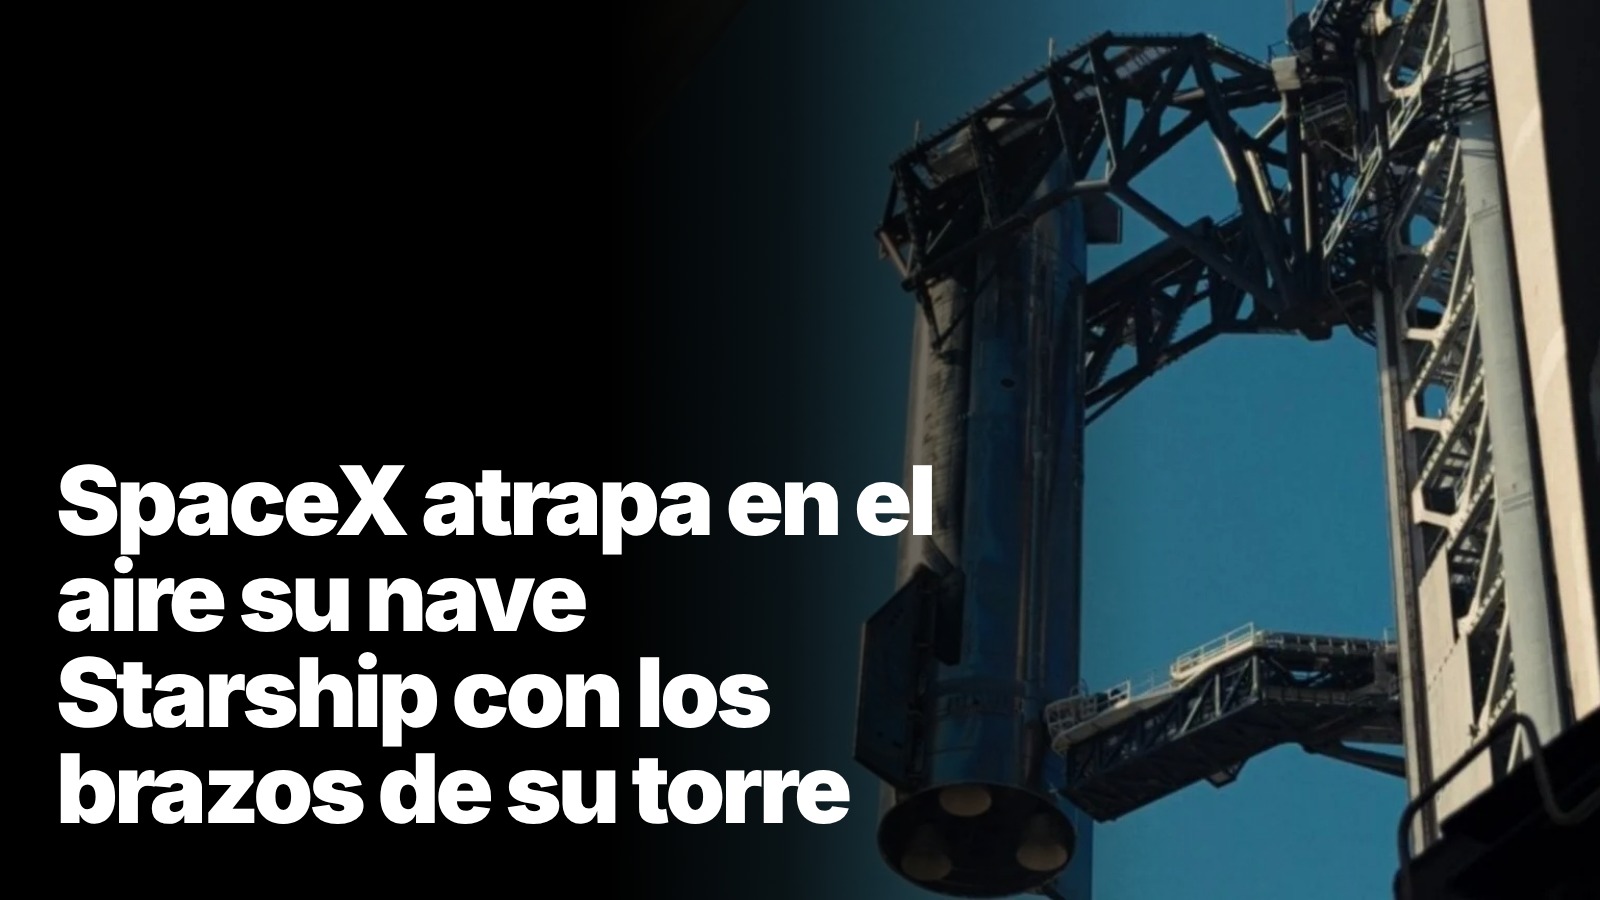 SpaceX atrapa en el
aire su nave
Starship con los
brazos de su torre